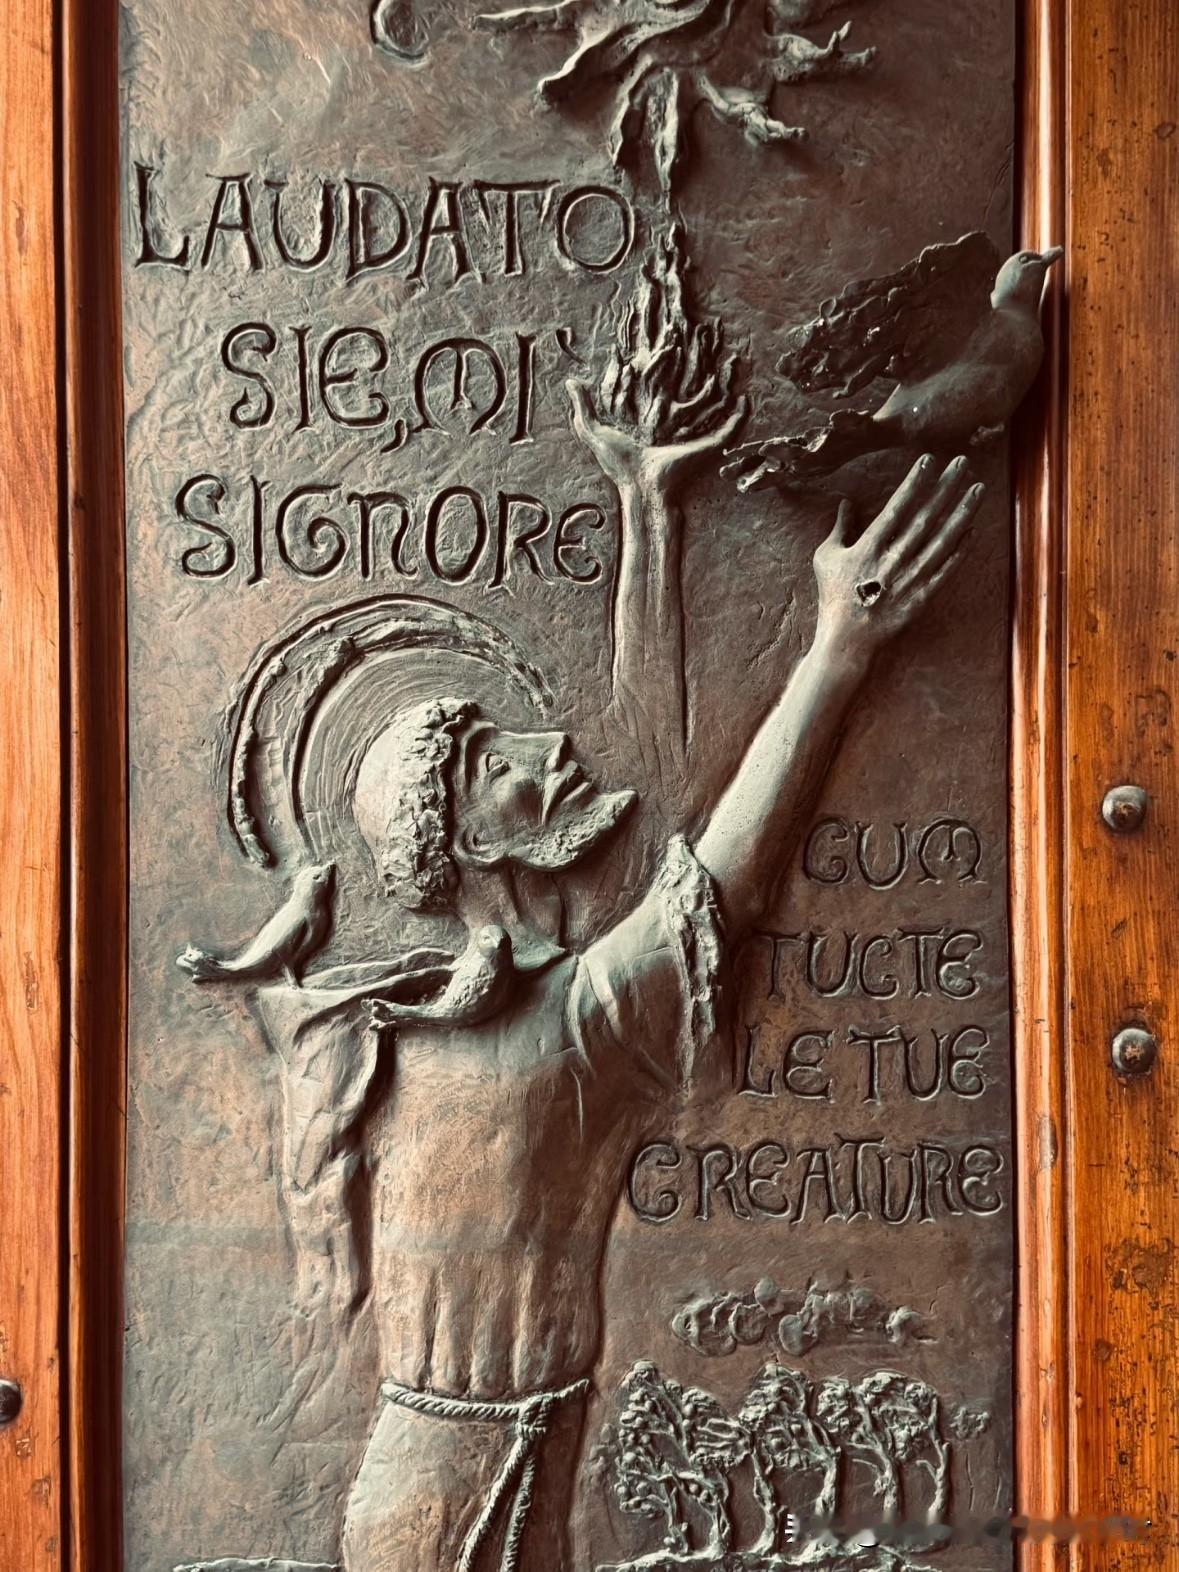 LAUDATO
SIE, MI'
SIGNORE
CUM
TUCTE
LE TUE
CREATURE